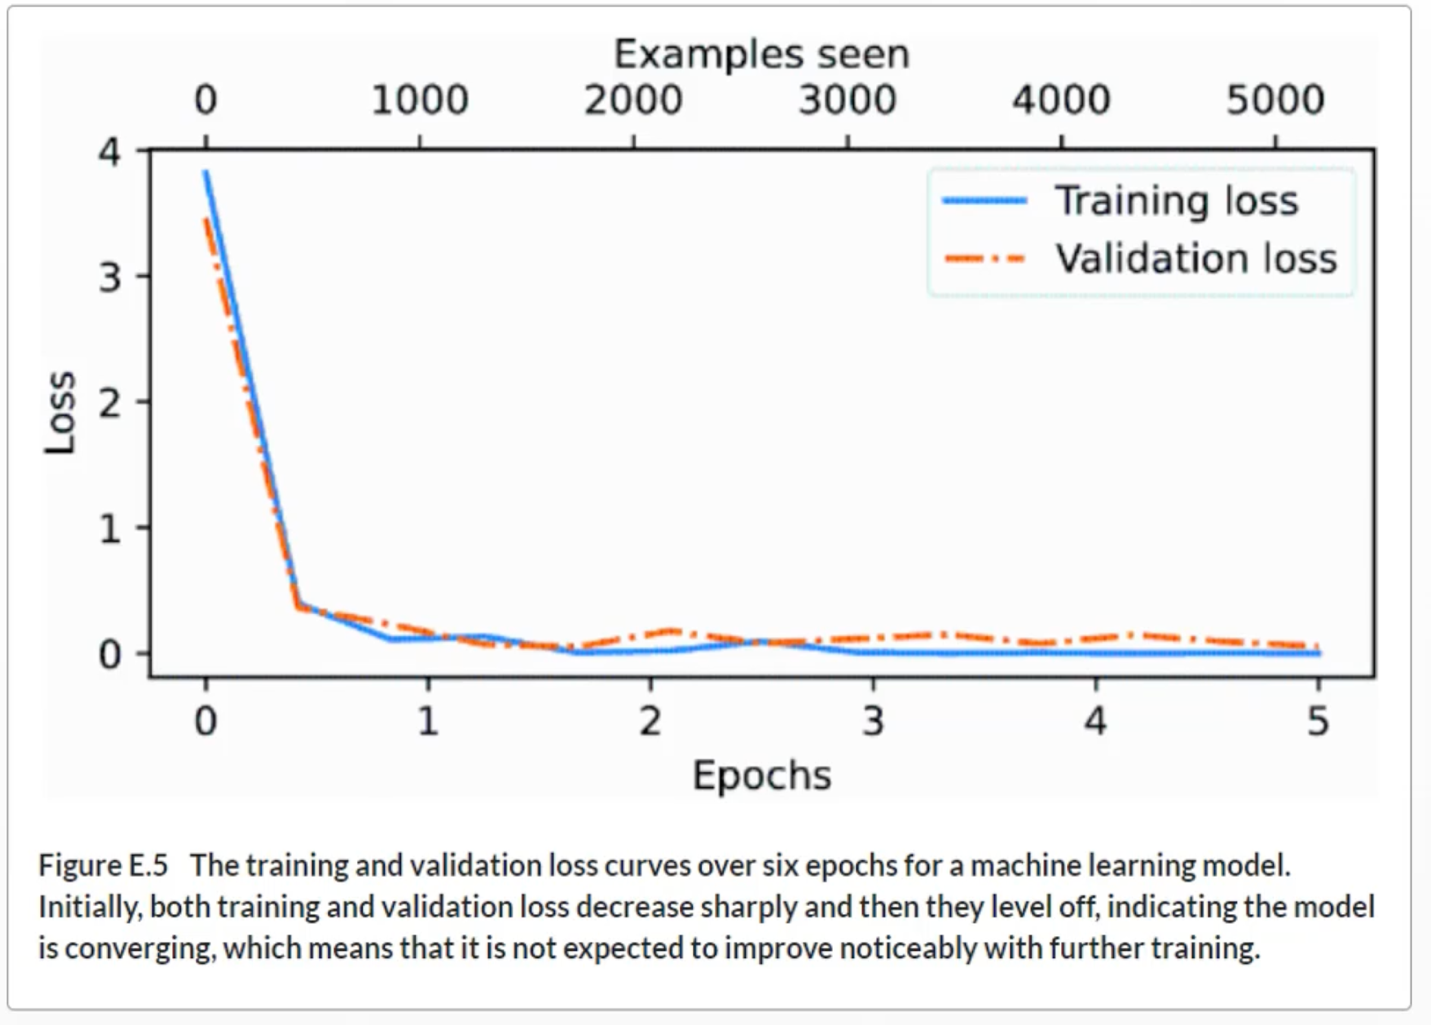 Examples seen
0 1000 2000 3000 4000 5000
4
Training loss
Validation loss
3
2
Loss
1
0
0 1 2 3 4 5
Epochs
Figure E.5 The training and validation loss curves over six epochs for a machine learning model.
Initially, both training and validation loss decrease sharply and then they level off, indicating the model
is converging, which means that it is not expected to improve noticeably with further training.